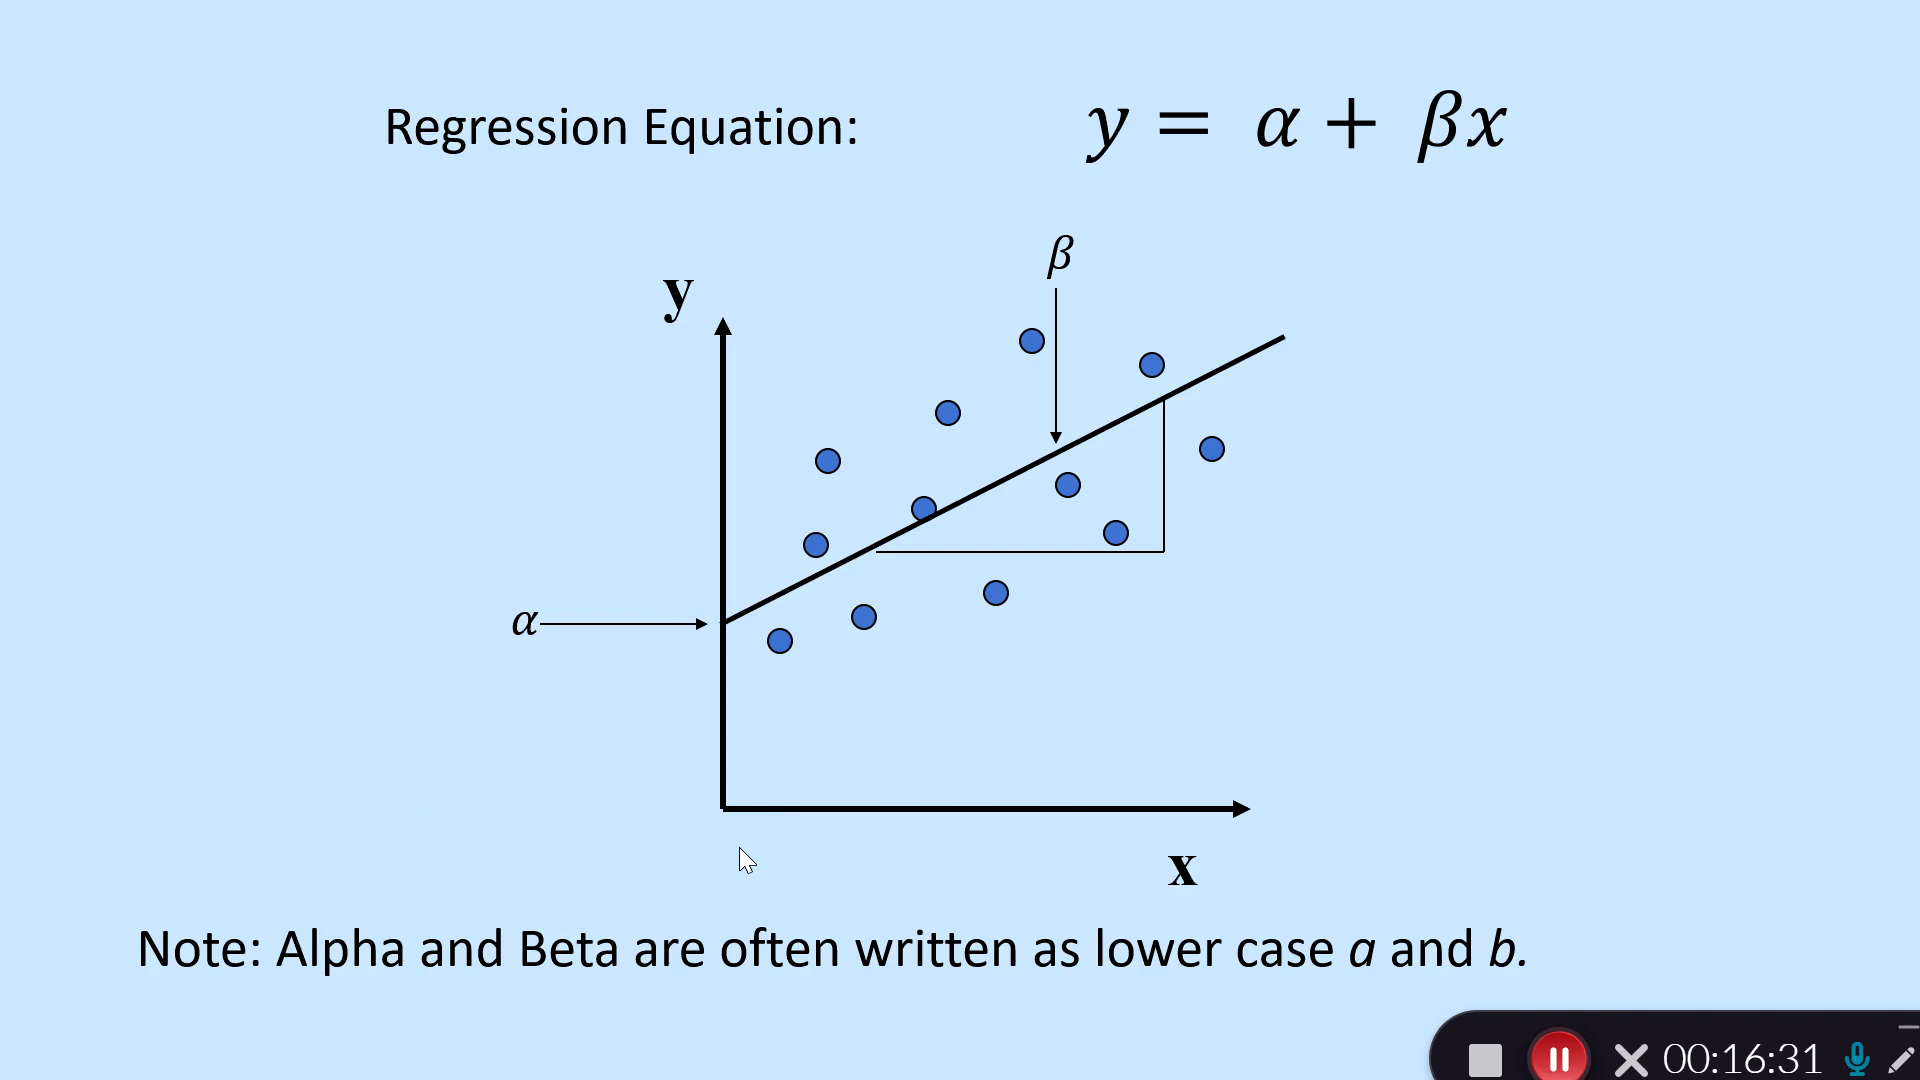 Regression Equation:
y = α + βx
β
y
α
x
Note: Alpha and Beta are often written as lower case a and b.
00:16:31